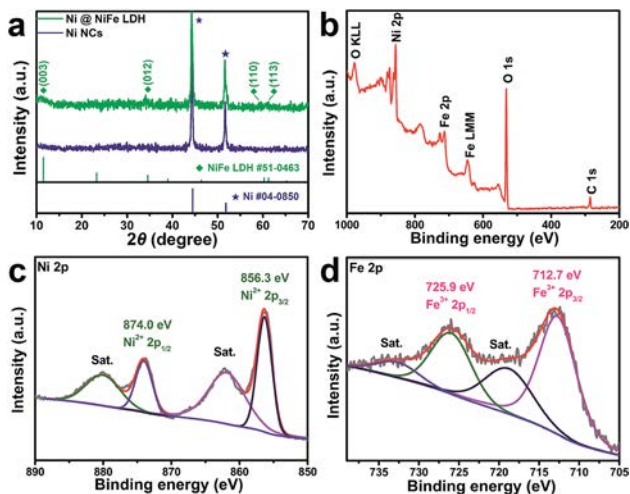 a
Ni @ NiFe LDH
Ni NCs
(003)
(012)
(110)
(113)
NiFe LDH #51-0463
Ni #04-0850
Intensity (a.u.)
10 20 30 40 50 60 70
2θ (degree)
b
O KLL
Ni 2p
Fe 2p
Fe LMM
O 1s
C 1s
Intensity (a.u.)
1000 800 600 400 200
Binding energy (eV)
c
Ni 2p
856.3 eV
Ni²⁺ 2p₃/₂
874.0 eV
Ni²⁺ 2p₁/₂
Sat.
Sat.
Intensity (a.u.)
890 880 870 860 850
Binding energy (eV)
d
Fe 2p
725.9 eV
Fe³⁺ 2p₁/₂
712.7 eV
Fe³⁺ 2p₃/₂
Sat.
Sat.
Intensity (a.u.)
735 725 715 705
Binding energy (eV)